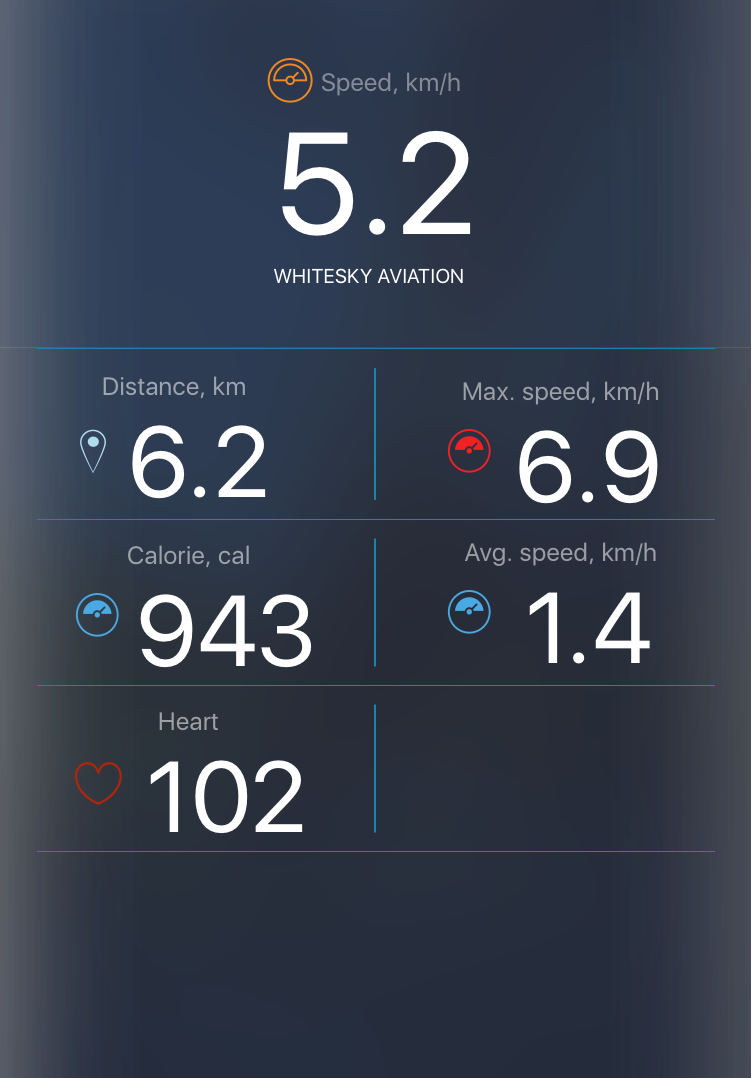 Speed, km/h
5.2
WHITESKY AVIATION
Distance, km
6.2
Max. speed, km/h
6.9
Calorie, cal
943
Avg. speed, km/h
1.4
Heart
102